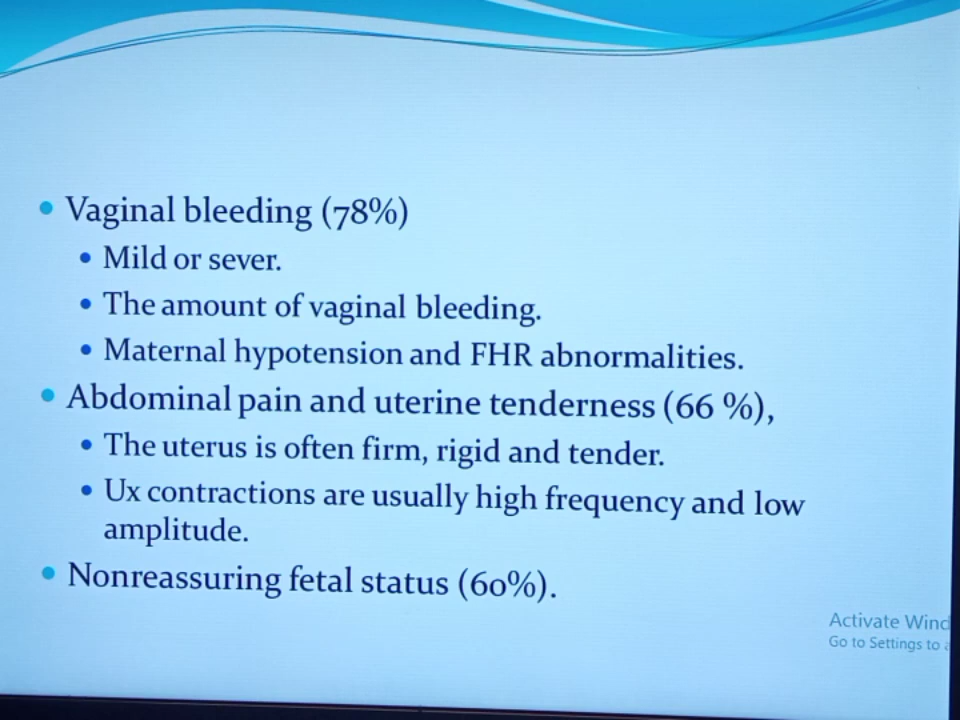 Vaginal bleeding (78%)
Mild or sever.
The amount of vaginal bleeding.
Maternal hypotension and FHR abnormalities.
Abdominal pain and uterine tenderness (66 %),
The uterus is often firm, rigid and tender.
Ux contractions are usually high frequency and low
amplitude.
Nonreassuring fetal status (60%).
Activate Wind
Go to Settings to a